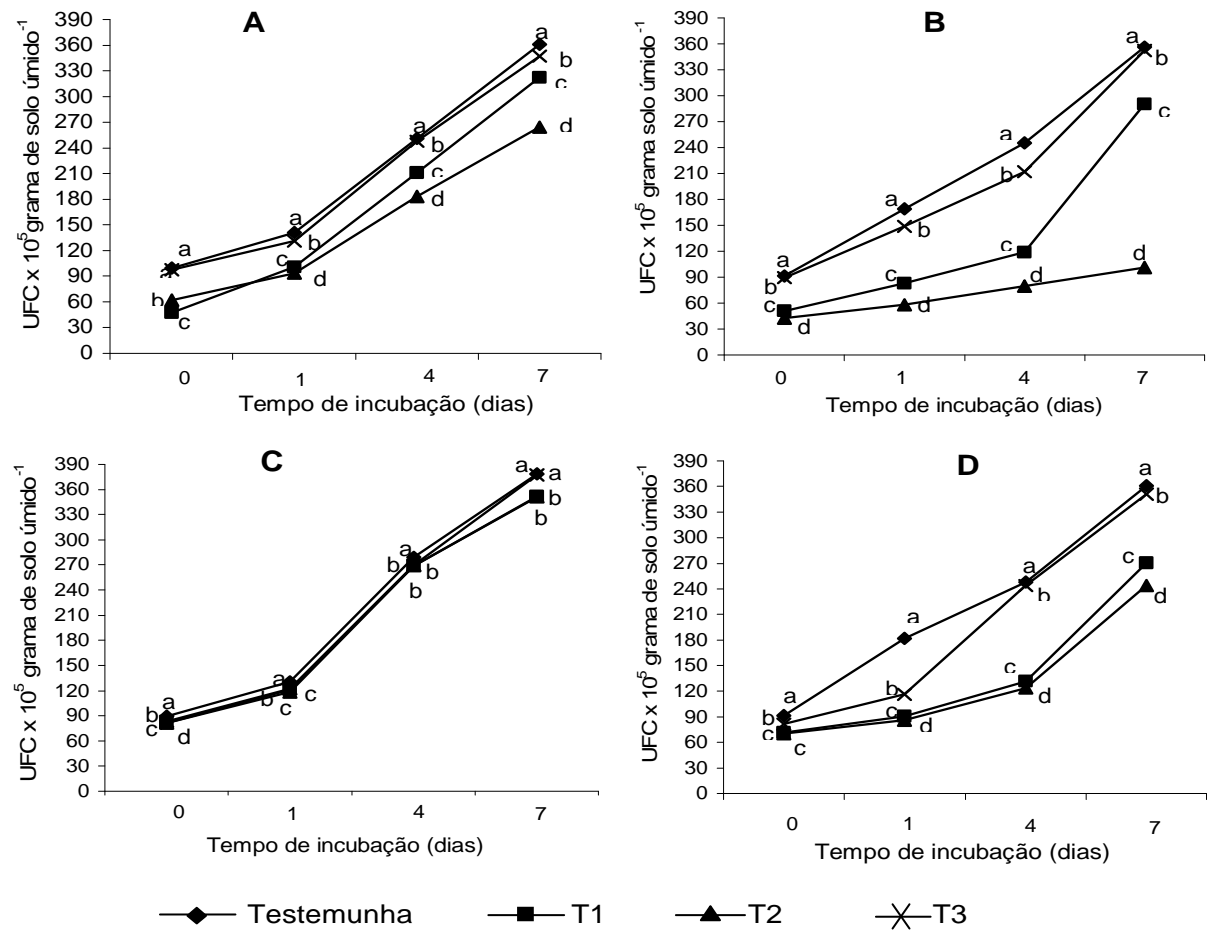 A
UFC x 10⁵ grama de solo úmido⁻¹
390
360
330
300
270
240
210
180
150
120
90
60
30
0
a
b
c
a
b
c
d
a
b
c
d
a
b
c
d
0 1 4 7
Tempo de incubação (dias)
B
UFC x 10⁵ grama solo úmido⁻¹
390
360
330
300
270
240
210
180
150
120
90
60
30
0
a
b
c
d
a
b
c
d
a
b
c
d
a
b
c
d
0 1 4 7
Tempo de incubação (dias)
C
UFC x 10⁵ grama de solo úmido⁻¹
390
360
330
300
270
240
210
180
150
120
90
60
30
0
a
b
c d
a
b c
c
a
b b
b
a a
b
b
0 1 4 7
Tempo de incubação (dias)
D
UFC x 10⁵ grama de solo úmido⁻¹
390
360
330
300
270
240
210
180
150
120
90
60
30
0
a
b
c
c
a
b
c
d
a
b
c
d
a
b
c
d
0 1 4 7
Tempo de incubação (dias)
Testemunha T1 T2 T3